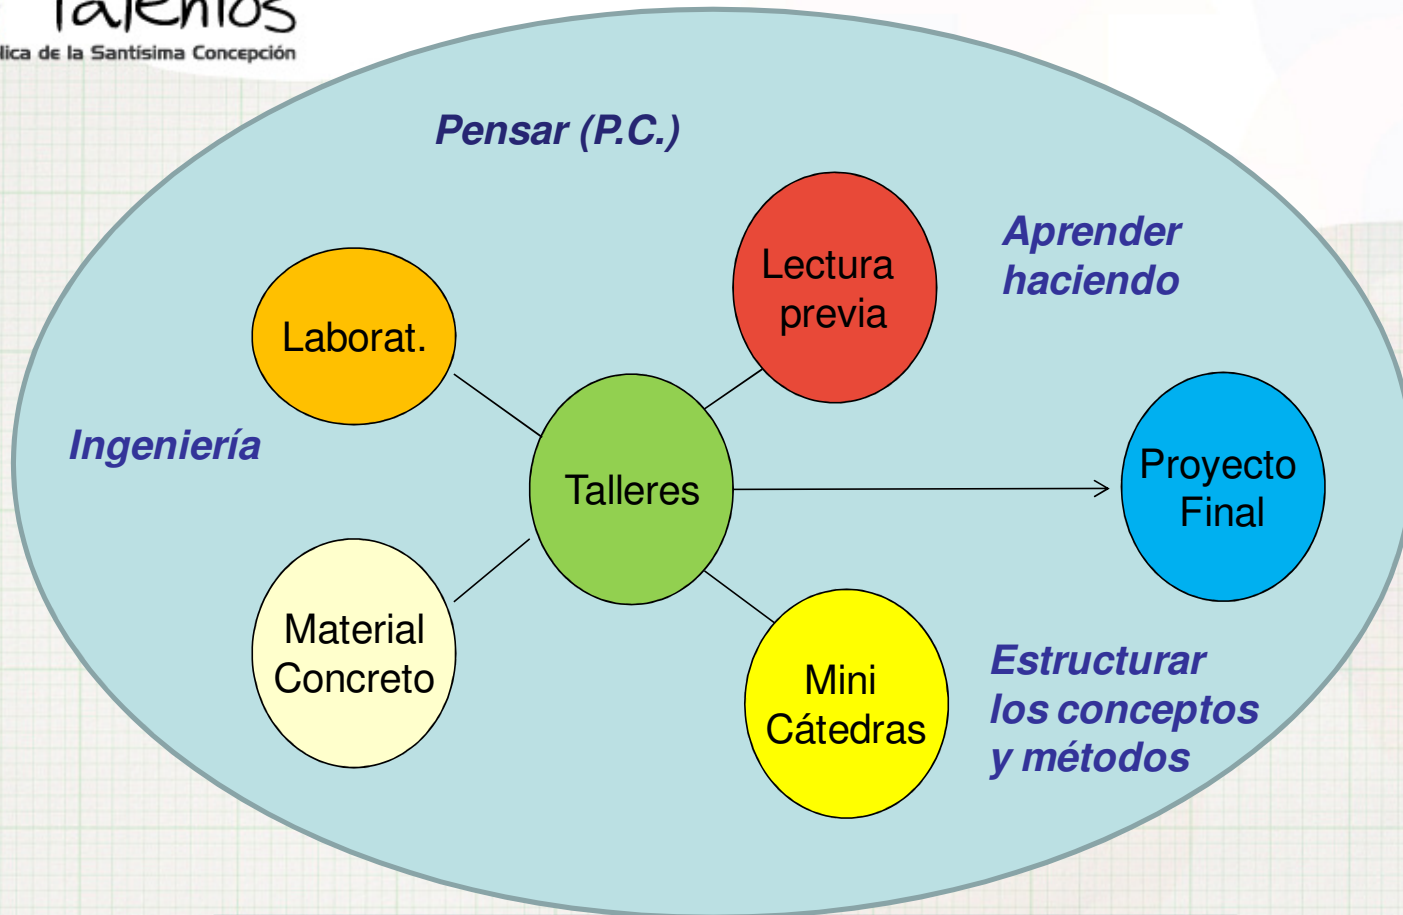 Talentos
lica de la Santísima Concepción
Pensar (P.C.)
Aprender
haciendo
Lectura
previa
Laborat.
Ingeniería
Talleres
Proyecto
Final
Material
Concreto
Mini
Cátedras
Estructurar
los conceptos
y métodos